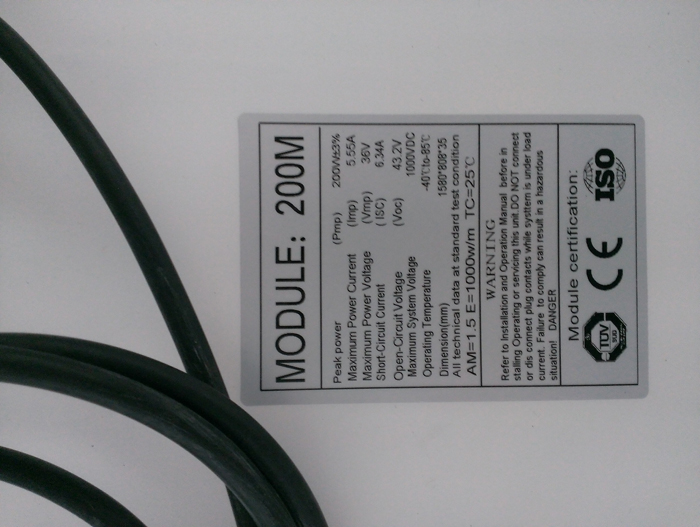 MODULE: 200M
Peak power (Pmp) 200W±3%
Maximum Power Current (Imp) 5.55A
Maximum Power Voltage (Vmp) 36V
Short-Circuit Current (ISC) 6.34A
Open-Circuit Voltage (Voc) 43.2V
Maximum System Voltage 1000VDC
Operating Temperature -40℃to-85℃
Dimension(mm) 1580*808*35
All technical data at standard test condition
AM=1.5 E=1000w/m TC=25℃
WARNING
Refer to Installation and Operation Manual before in
stalling Operating or servicing this unit.DO NOT connect
or dis connect plug contacts while systtem is under load
current. Failure to comply can result in a hazardous
situation! DANGER
Module certification:
TUV CE ISO